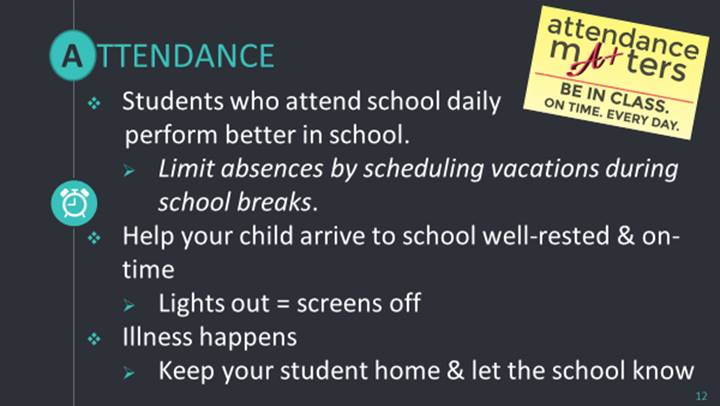 ATTENDANCE
attendance
mA+ters
BE IN CLASS.
ON TIME. EVERY DAY.
❖ Students who attend school daily
perform better in school.
➢ Limit absences by scheduling vacations during
school breaks.
❖ Help your child arrive to school well-rested & on-
time
➢ Lights out = screens off
❖ Illness happens
➢ Keep your student home & let the school know
12